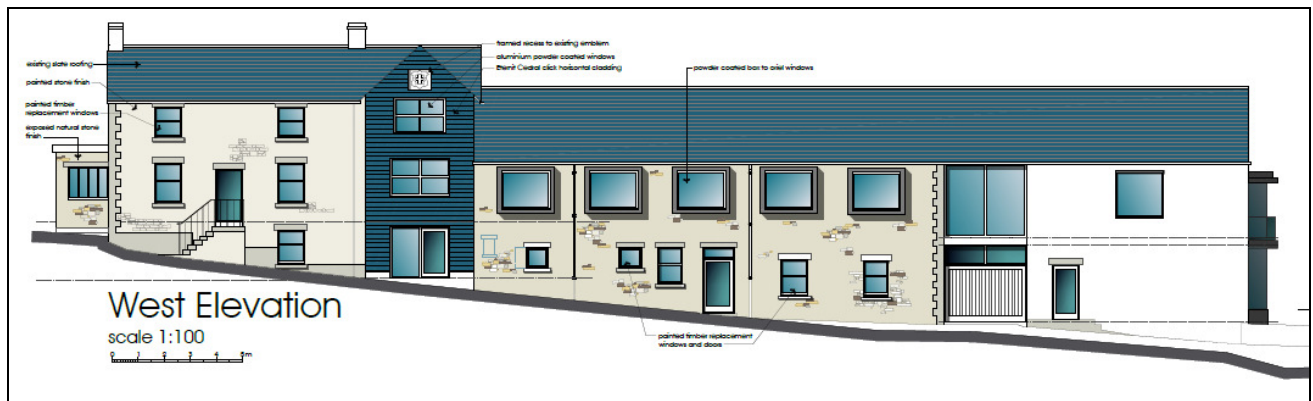 existing slate roofing
painted stone finish
painted timber
replacement windows
exposed natural stone
finish
framed recess to existing emblem
aluminium powder coated windows
Eternit Cedral click horizontal cladding
powder coated box to oriel windows
painted timber replacement
windows and doors
West Elevation
scale 1:100
0 1 2 3 4 5m